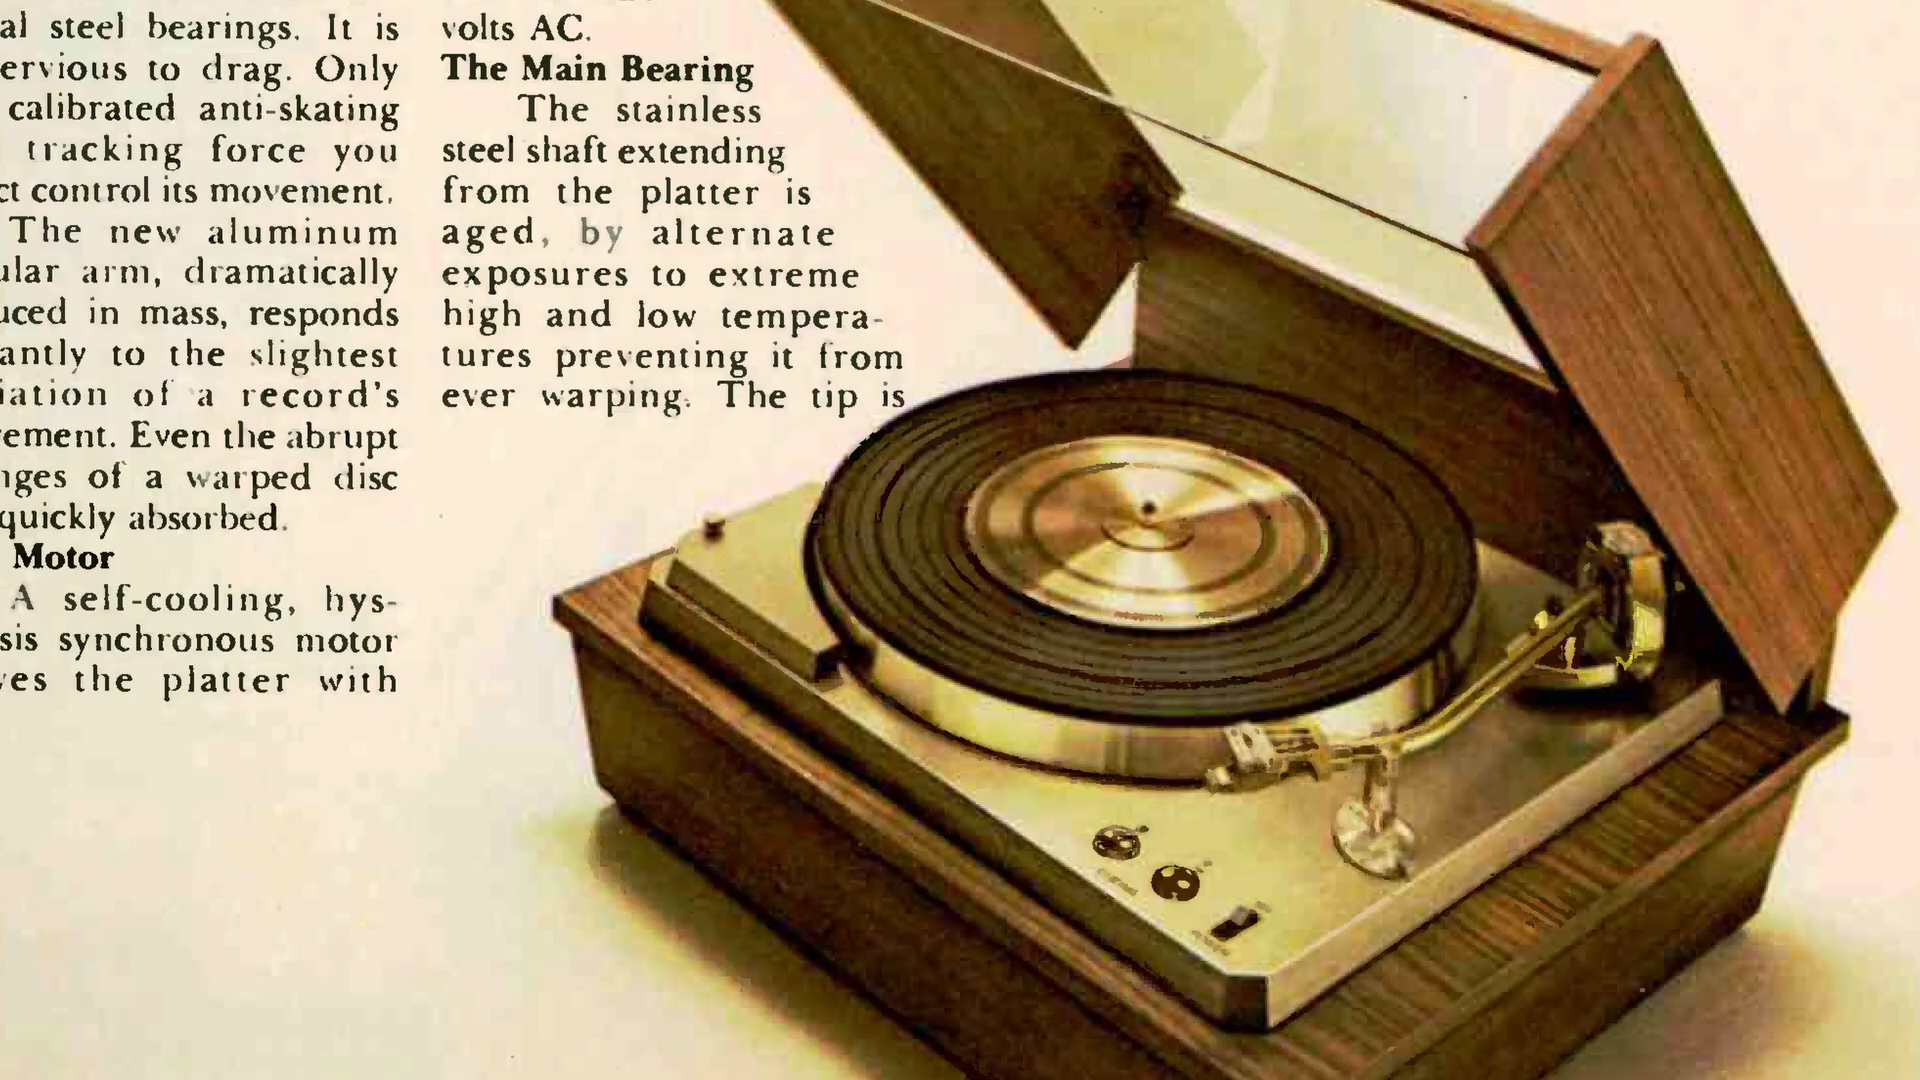 al steel bearings. It is
ervious to drag. Only
calibrated anti-skating
tracking force you
ct control its movement.
The new aluminum
ular arm, dramatically
uced in mass, responds
antly to the slightest
iation of a record's
ement. Even the abrupt
nges of a warped disc
quickly absorbed.
Motor
A self-cooling, hys-
sis synchronous motor
ves the platter with
volts AC.
The Main Bearing
The stainless
steel shaft extending
from the platter is
aged, by alternate
exposures to extreme
high and low tempera-
tures preventing it from
ever warping. The tip is